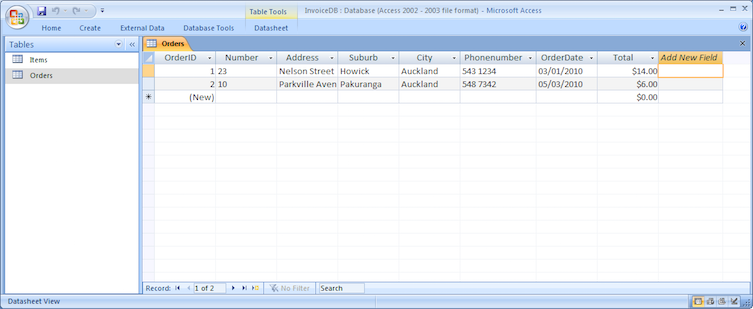 Table Tools InvoiceDB : Database (Access 2002 - 2003 file format) - Microsoft Access
Home Create External Data Database Tools Datasheet
Tables
Items
Orders
Orders
OrderID Number Address Suburb City Phonenumber OrderDate Total Add New Field
1 23 Nelson Street Howick Auckland 543 1234 03/01/2010 $14.00
2 10 Parkville Aven Pakuranga Auckland 548 7342 05/03/2010 $6.00
(New) $0.00
Record: 1 of 2 No Filter Search
Datasheet View